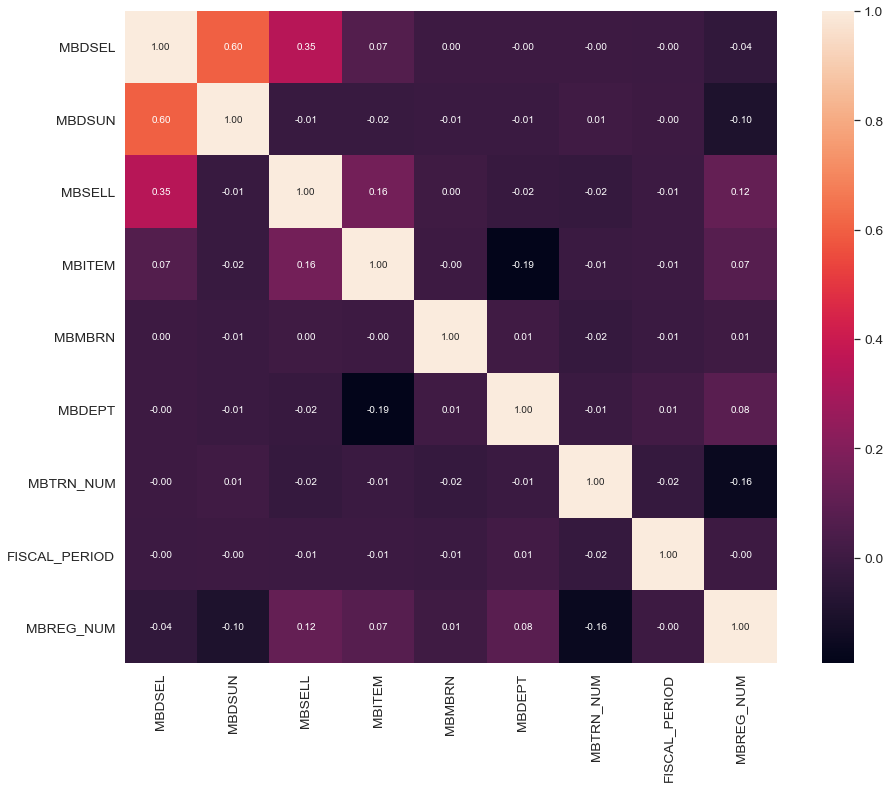 1.0
MBDSEL 1.00 0.60 0.35 0.07 0.00 -0.00 -0.00 -0.00 -0.04
0.8
MBDSUN 0.60 1.00 -0.01 -0.02 -0.01 -0.01 0.01 -0.00 -0.10
MBSELL 0.35 -0.01 1.00 0.16 0.00 -0.02 -0.02 -0.01 0.12
0.6
MBITEM 0.07 -0.02 0.16 1.00 -0.00 -0.19 -0.01 -0.01 0.07
0.4
MBMBRN 0.00 -0.01 0.00 -0.00 1.00 0.01 -0.02 -0.01 0.01
MBDEPT -0.00 -0.01 -0.02 -0.19 0.01 1.00 -0.01 0.01 0.08
0.2
MBTRN_NUM -0.00 0.01 -0.02 -0.01 -0.02 -0.01 1.00 -0.02 -0.16
FISCAL_PERIOD -0.00 -0.00 -0.01 -0.01 -0.01 0.01 -0.02 1.00 -0.00
0.0
MBREG_NUM -0.04 -0.10 0.12 0.07 0.01 0.08 -0.16 -0.00 1.00
MBDSEL
MBDSUN
MBSELL
MBITEM
MBMBRN
MBDEPT
MBTRN_NUM
FISCAL_PERIOD
MBREG_NUM